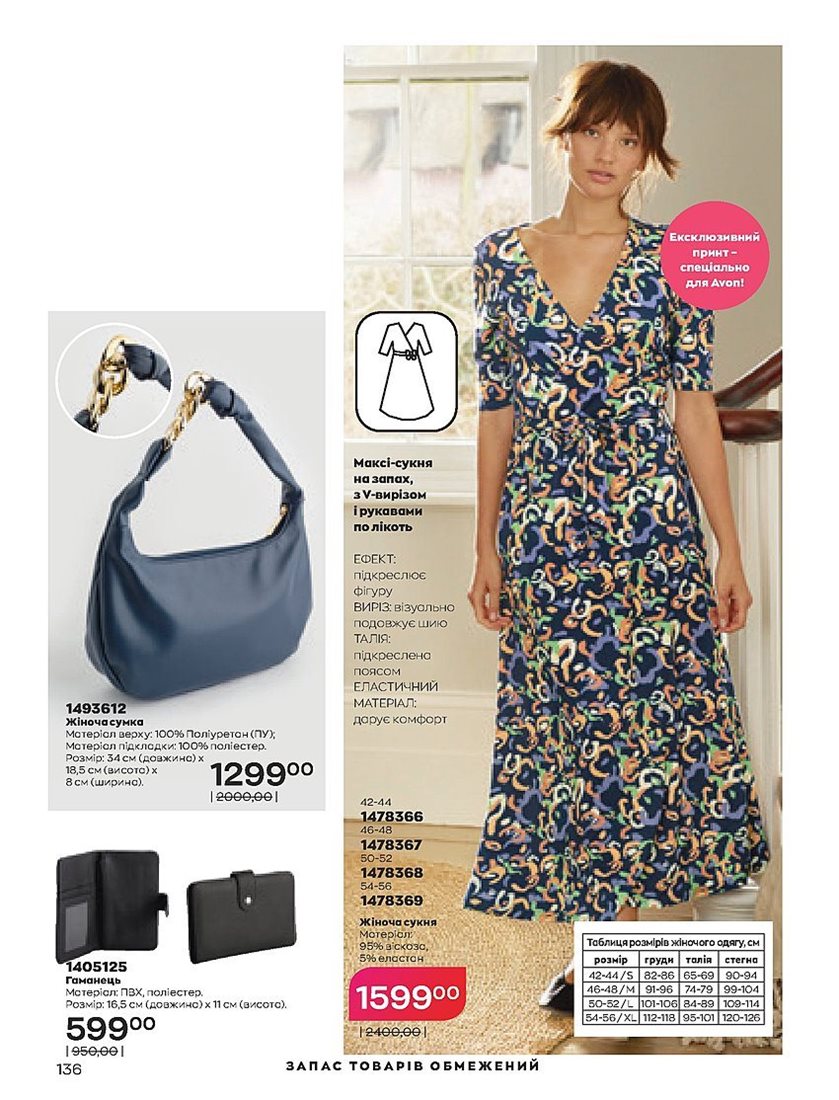 Ексклюзивний
принт –
спеціально
для Avon!
Максі-сукня
на запах,
з V-вирізом
і рукавами
по лікоть
ЕФЕКТ:
підкреслює
фігуру
ВИРІЗ: візуально
подовжує шию
ТАЛІЯ:
підкреслена
поясом
ЕЛАСТИЧНИЙ
МАТЕРІАЛ:
дарує комфорт
1493612
Жіноча сумка
Матеріал верху: 100% Поліуретан (ПУ);
Матеріал підкладки: 100% поліестер.
Розмір: 34 см (довжина) х
18,5 см (висота) х
8 см (ширина).
129900
|2000,00|
42-44
1478366
46-48
1478367
50-52
1478368
54-56
1478369
Жіноча сукня
Матеріал:
95% віскоза,
5% еластан
159900
|2400,00|
Таблиця розмірів жіночого одягу, см
розмір груди талія стегна
42-44 / S 82-86 65-69 90-94
46-48 / M 91-96 74-79 99-104
50-52 / L 101-106 84-89 109-114
54-56 / XL 112-118 95-101 120-126
1405125
Гаманець
Матеріал: ПВХ, поліестер.
Розмір: 16,5 см (довжина) х 11 см (висота).
59900
|950,00|
136
ЗАПАС ТОВАРІВ ОБМЕЖЕНИЙ